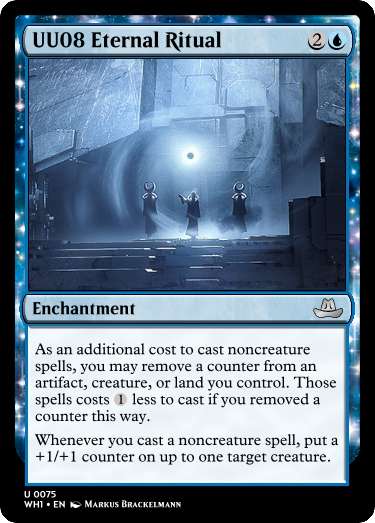 UU08 Eternal Ritual 2
Enchantment
As an additional cost to cast noncreature
spells, you may remove a counter from an
artifact, creature, or land you control. Those
spells costs 1 less to cast if you removed a
counter this way.
Whenever you cast a noncreature spell, put a
+1/+1 counter on up to one target creature.
U 0075
WH1 • EN Markus Brackelmann